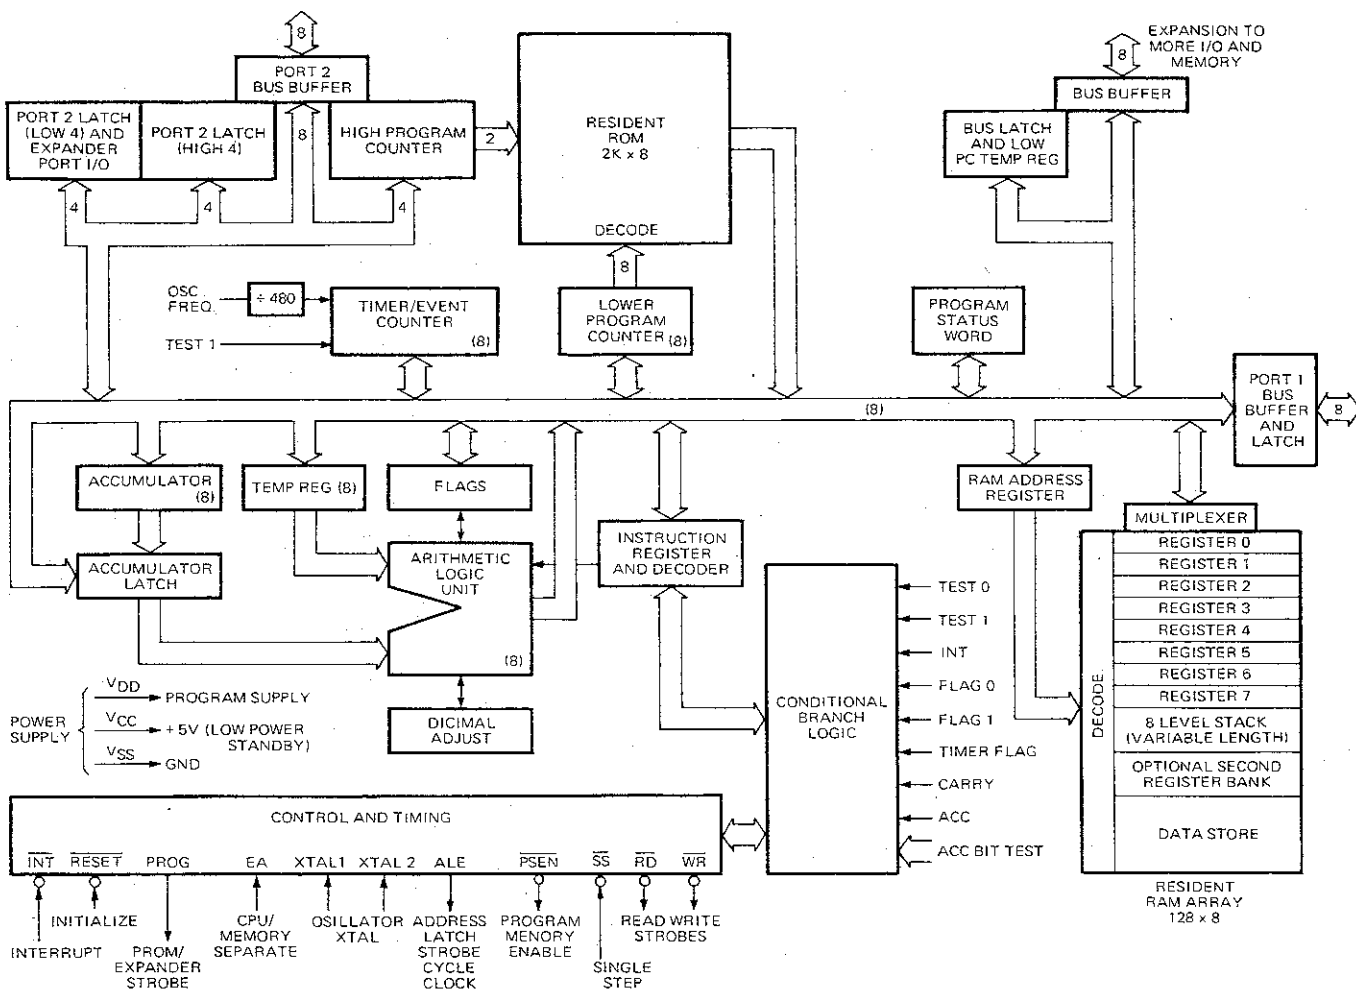 8
PORT 2
BUS BUFFER
PORT 2 LATCH
(LOW 4) AND
EXPANDER
PORT I/O
PORT 2 LATCH
(HIGH 4)
8
HIGH PROGRAM
COUNTER
2
4
4
4
RESIDENT
ROM
2K x 8
DECODE
8
EXPANSION TO
MORE I/O AND
MEMORY
8
BUS BUFFER
BUS LATCH
AND LOW
PC TEMP REG
OSC.
FREQ.
÷ 480
TEST 1
TIMER/EVENT
COUNTER
(8)
LOWER
PROGRAM
COUNTER (8)
PROGRAM
STATUS
WORD
PORT 1
BUS
BUFFER
AND
LATCH
8
(8)
ACCUMULATOR
(8)
TEMP REG (8)
FLAGS
RAM ADDRESS
REGISTER
MULTIPLEXER
ACCUMULATOR
LATCH
ARITHMETIC
LOGIC
UNIT
(8)
INSTRUCTION
REGISTER
AND DECODER
DICIMAL
ADJUST
CONDITIONAL
BRANCH
LOGIC
TEST 0
TEST 1
INT
FLAG 0
FLAG 1
TIMER FLAG
CARRY
ACC
ACC BIT TEST
DECODE
REGISTER 0
REGISTER 1
REGISTER 2
REGISTER 3
REGISTER 4
REGISTER 5
REGISTER 6
REGISTER 7
8 LEVEL STACK
(VARIABLE LENGTH)
OPTIONAL SECOND
REGISTER BANK
DATA STORE
RESIDENT
RAM ARRAY
128 x 8
POWER
SUPPLY
VDD
PROGRAM SUPPLY
VCC
+5V (LOW POWER
STANDBY)
VSS
GND
CONTROL AND TIMING
INT RESET PROG EA XTAL1 XTAL 2 ALE PSEN SS RD WR
INTERRUPT
INITIALIZE
PROM/
EXPANDER
STROBE
CPU/
MEMORY
SEPARATE
OSILLATOR
XTAL
ADDRESS
LATCH
STROBE
CYCLE
CLOCK
PROGRAM
MENORY
ENABLE
SINGLE
STEP
READ WRITE
STROBES